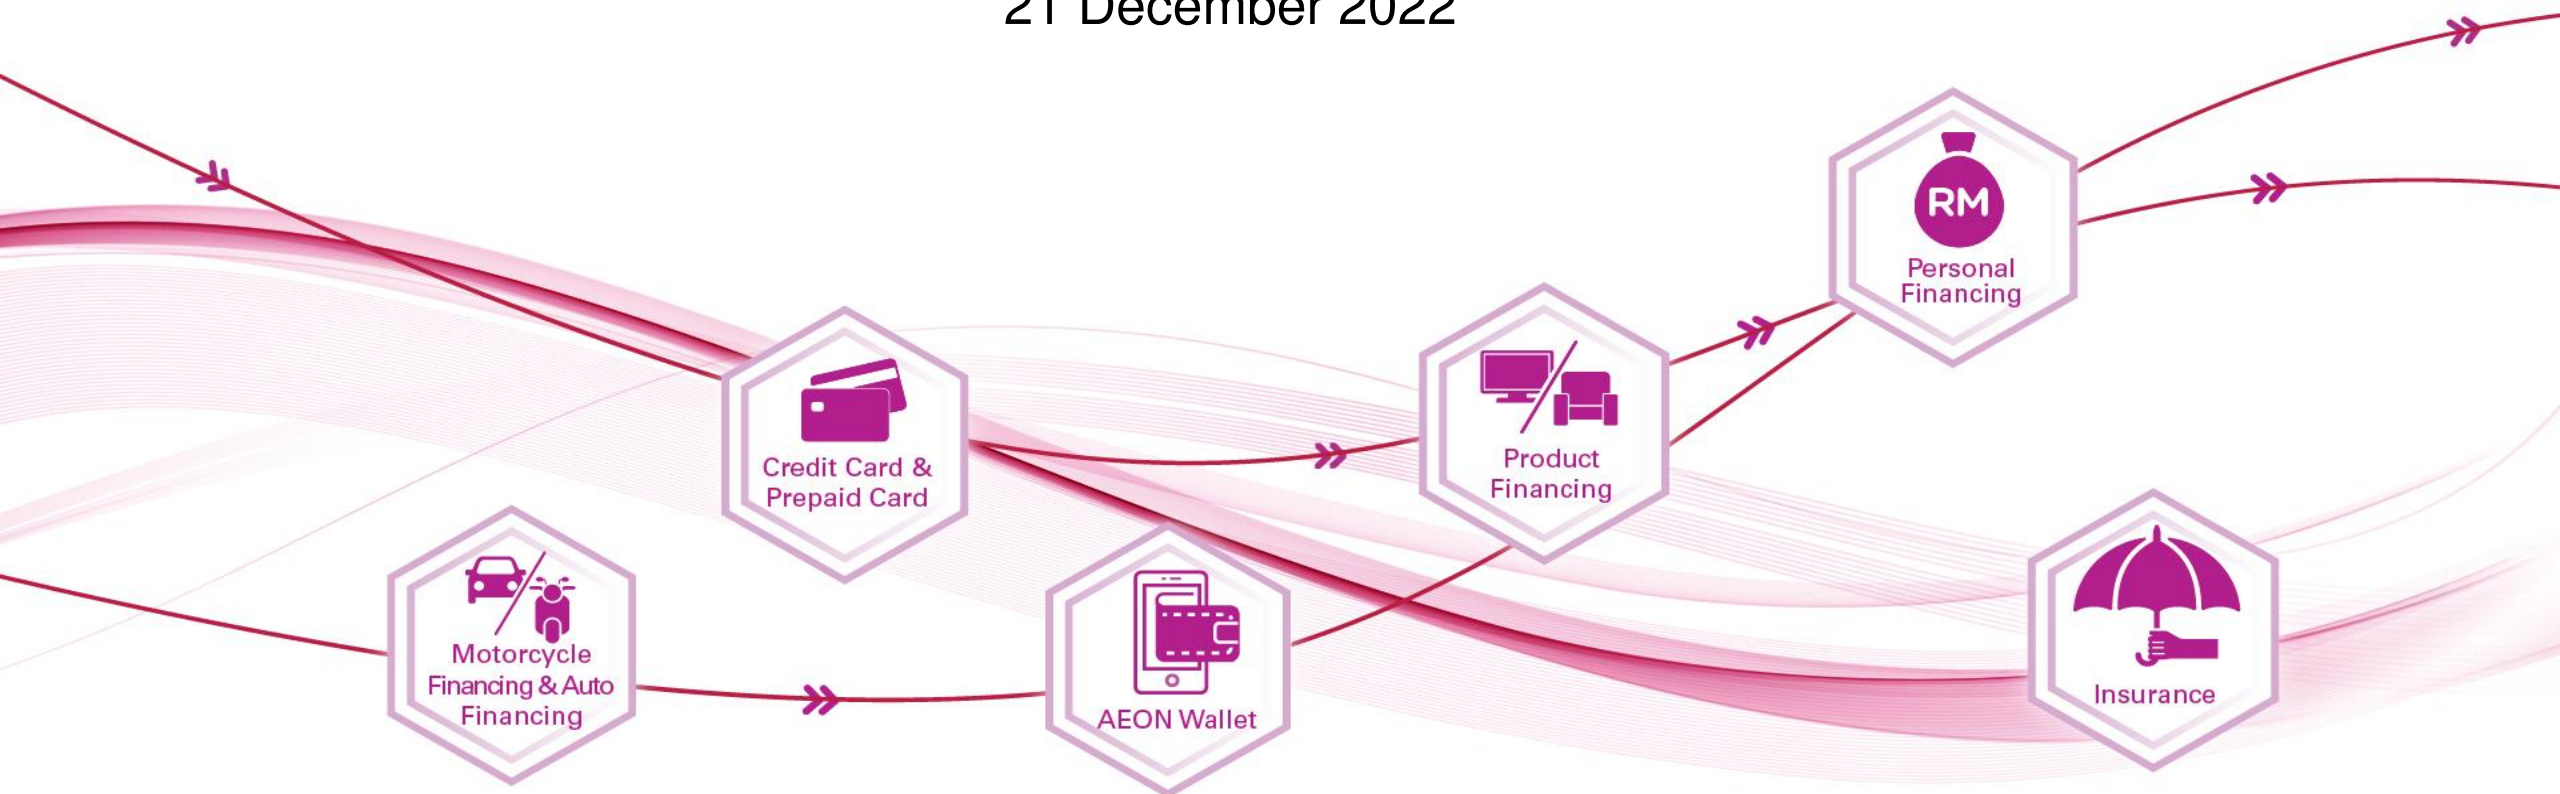 21 December 2022
RM
Personal
Financing
Credit Card &
Prepaid Card
Product
Financing
Motorcycle
Financing & Auto
Financing
AEON Wallet
Insurance